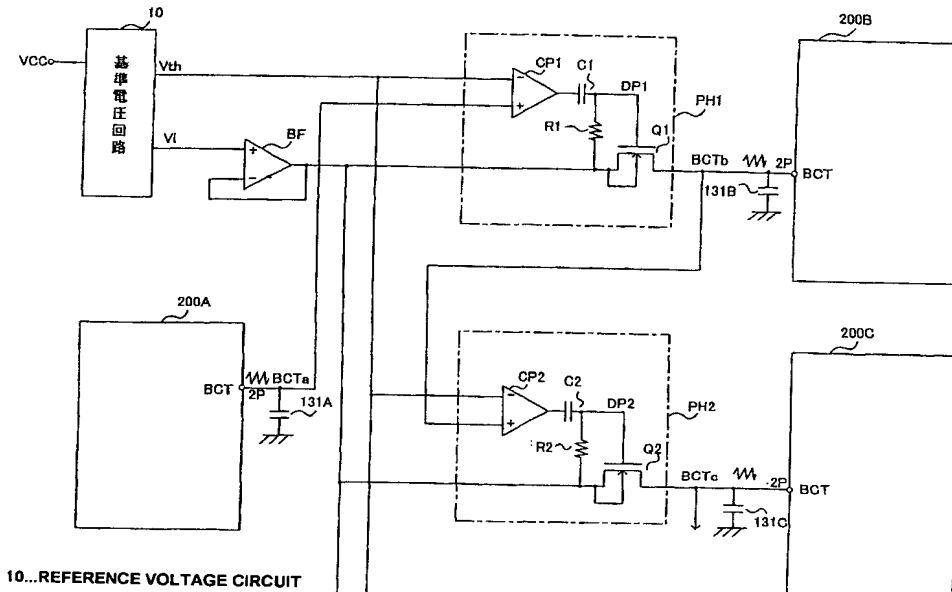 10
VCC
基準電圧回路
Vth
Vi
BF
CP1
C1
DP1
R1
Q1
PH1
BCTb
131B
2P
BCT
200B
200A
BCT
2P
BCTa
131A
CP2
C2
DP2
R2
Q2
PH2
BCTc
131C
2P
BCT
200C
10...REFERENCE VOLTAGE CIRCUIT